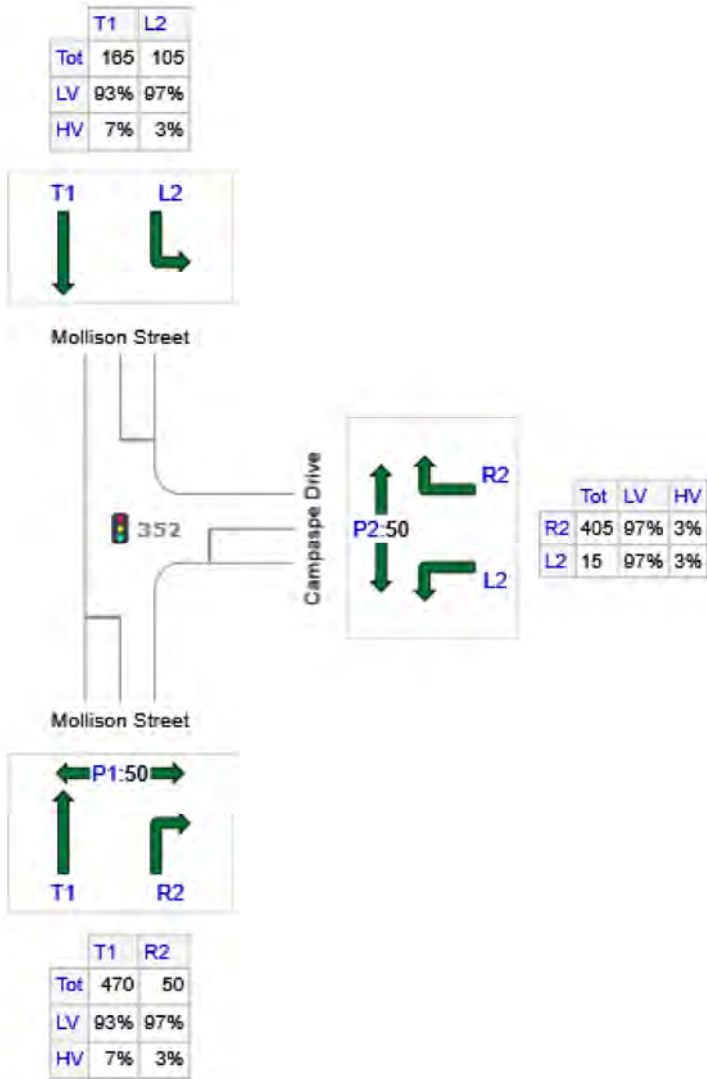 T1 L2
Tot 165 105
LV 93% 97%
HV 7% 3%
T1 L2
Mollison Street
352
Campaspe Drive
R2
P2:50
L2
Tot LV HV
R2 405 97% 3%
L2 15 97% 3%
Mollison Street
P1:50
T1 R2
T1 R2
Tot 470 50
LV 93% 97%
HV 7% 3%